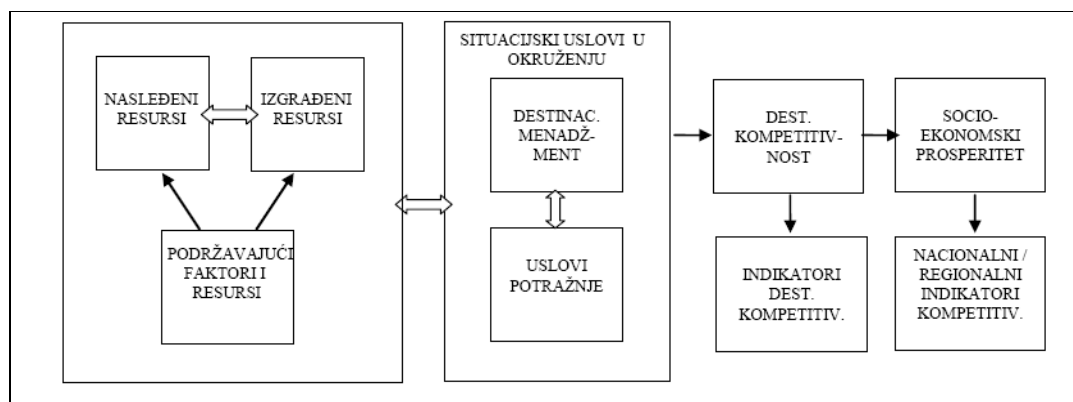 NASLEĐENI
RESURSI
IZGRAĐENI
RESURSI
PODRŽAVAJUĆI
FAKTORI I
RESURSI
SITUACIJSKI USLOVI U
OKRUŽENJU
DESTINAC.
MENADŽ-
MENT
USLOVI
POTRAŽNJE
DEST.
KOMPETITIV-
NOST
INDIKATORI
DEST.
KOMPETITIV.
SOCIO-
EKONOMSKI
PROSPERITET
NACIONALNI /
REGIONALNI
INDIKATORI
KOMPETITIV.